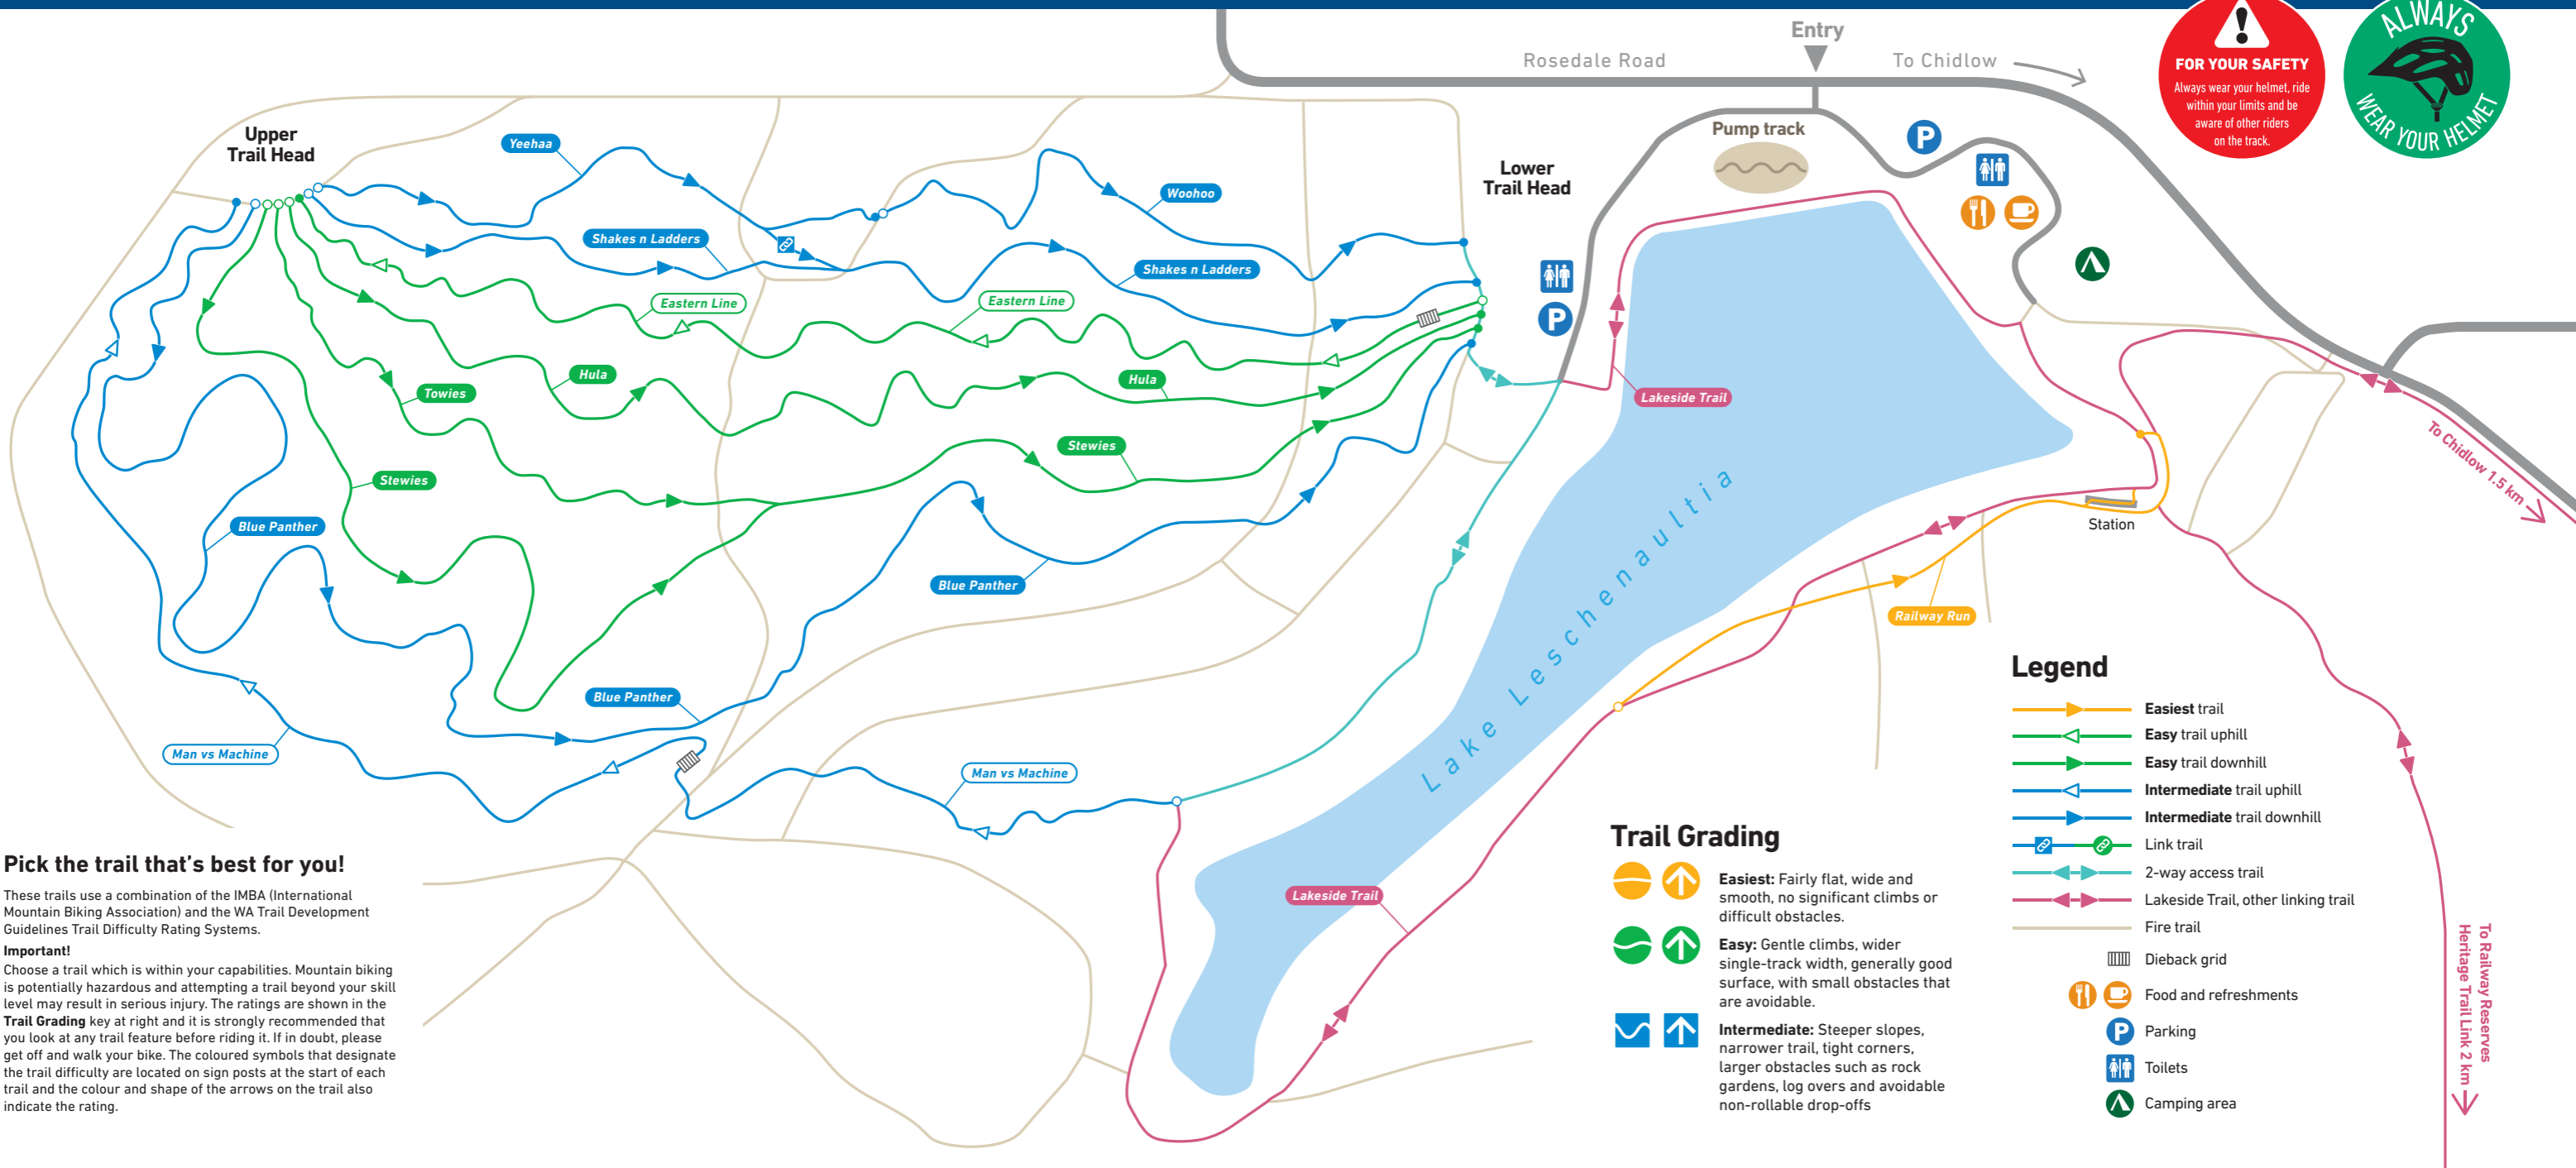 Entry
Rosedale Road
To Chidlow
FOR YOUR SAFETY
Always wear your helmet, ride
within your limits and be
aware of other riders
on the track.
ALWAYS
WEAR YOUR HELMET
Upper
Trail Head
Yeehaa
Shakes n Ladders
Woohoo
Lower
Trail Head
Pump track
P
Shakes n Ladders
Eastern Line
Eastern Line
P
Hula
Towies
Hula
Lakeside Trail
Stewies
Stewies
Blue Panther
Blue Panther
Blue Panther
Man vs Machine
Man vs Machine
Lake Leschenaultia
Lakeside Trail
Station
Railway Run
To Chidlow 1.5 km
To Railway Reserves
Heritage Trail Link 2 km
Pick the trail that's best for you!
These trails use a combination of the IMBA (International
Mountain Biking Association) and the WA Trail Development
Guidelines Trail Difficulty Rating Systems.
Important!
Choose a trail which is within your capabilities. Mountain biking
is potentially hazardous and attempting a trail beyond your skill
level may result in serious injury. The ratings are shown in the
Trail Grading key at right and it is strongly recommended that
you look at any trail feature before riding it. If in doubt, please
get off and walk your bike. The coloured symbols that designate
the trail difficulty are located on sign posts at the start of each
trail and the colour and shape of the arrows on the trail also
indicate the rating.
Trail Grading
Easiest: Fairly flat, wide and
smooth, no significant climbs or
difficult obstacles.
Easy: Gentle climbs, wider
single-track width, generally good
surface, with small obstacles that
are avoidable.
Intermediate: Steeper slopes,
narrower trail, tight corners,
larger obstacles such as rock
gardens, log overs and avoidable
non-rollable drop-offs
Legend
Easiest trail
Easy trail uphill
Easy trail downhill
Intermediate trail uphill
Intermediate trail downhill
Link trail
2-way access trail
Lakeside Trail, other linking trail
Fire trail
Dieback grid
Food and refreshments
P Parking
Toilets
Camping area